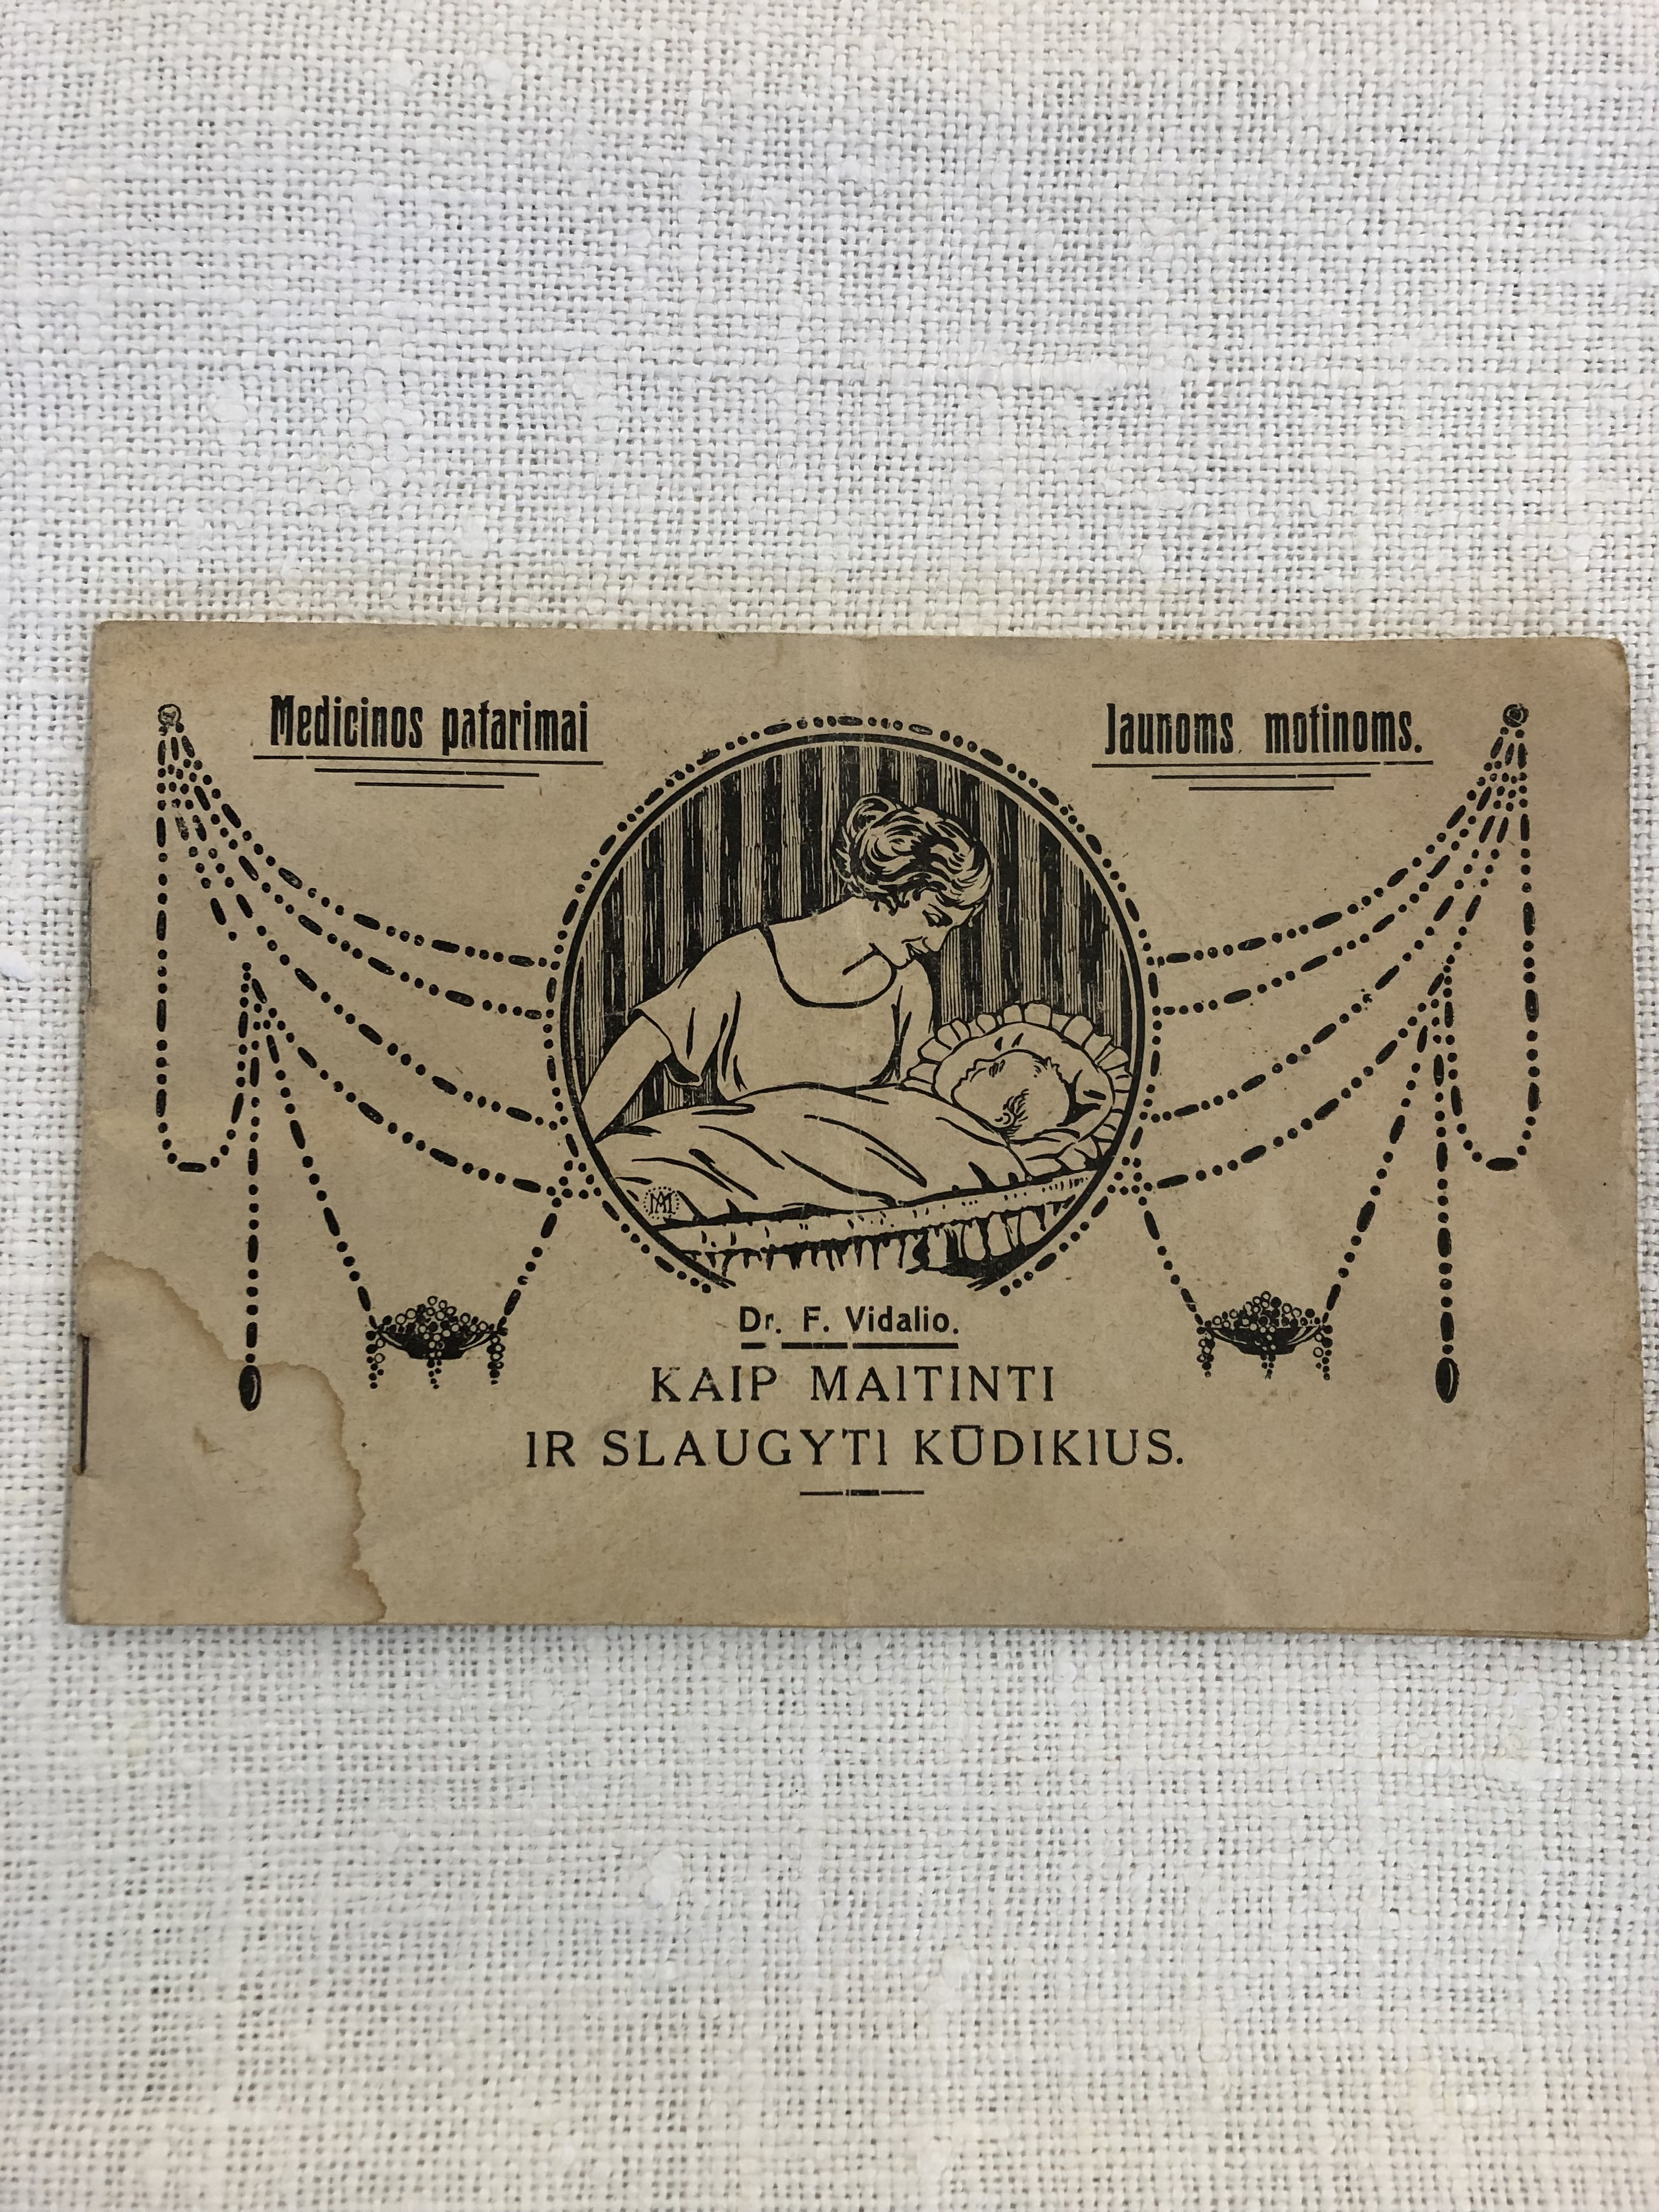 Medicinos patarimai
Jaunoms motinoms.
Dr. F. Vidalio.
KAIP MAITINTI
IR SLAUGYTI KŪDIKIUS.